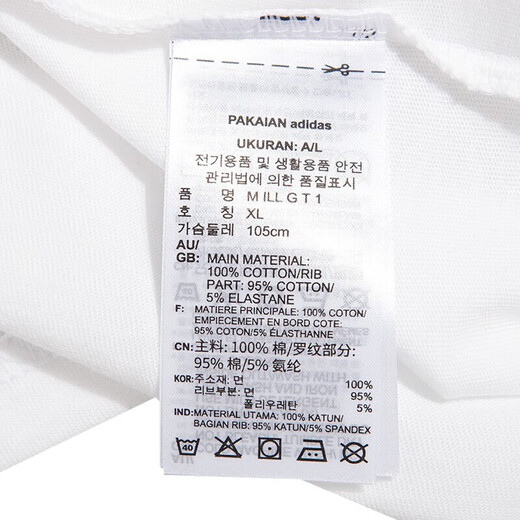 PAKAIAN adidas
UKURAN: A/L
전기용품 및 생활용품 안전
관리법에 의한 품질표시
품 명 M ILL G T 1
호 칭 XL
가슴둘레 105cm
AU/
GB: MAIN MATERIAL:
100% COTTON/RIB
PART: 95% COTTON/
5% ELASTANE
F: MATIERE PRINCIPALE: 100% COTON/
EMPIECEMENT EN BORD COTE:
95% COTON/5% ÉLASTHANNE
CN: 主料: 100% 棉/罗纹部分:
95% 棉/5% 氨纶
KOR: 주소재: 면 100%
리브부분: 면 95%
폴리우레탄 5%
IND: MATERIAL UTAMA: 100% KATUN/
BAGIAN RIB: 95% KATUN/5% SPANDEX
40